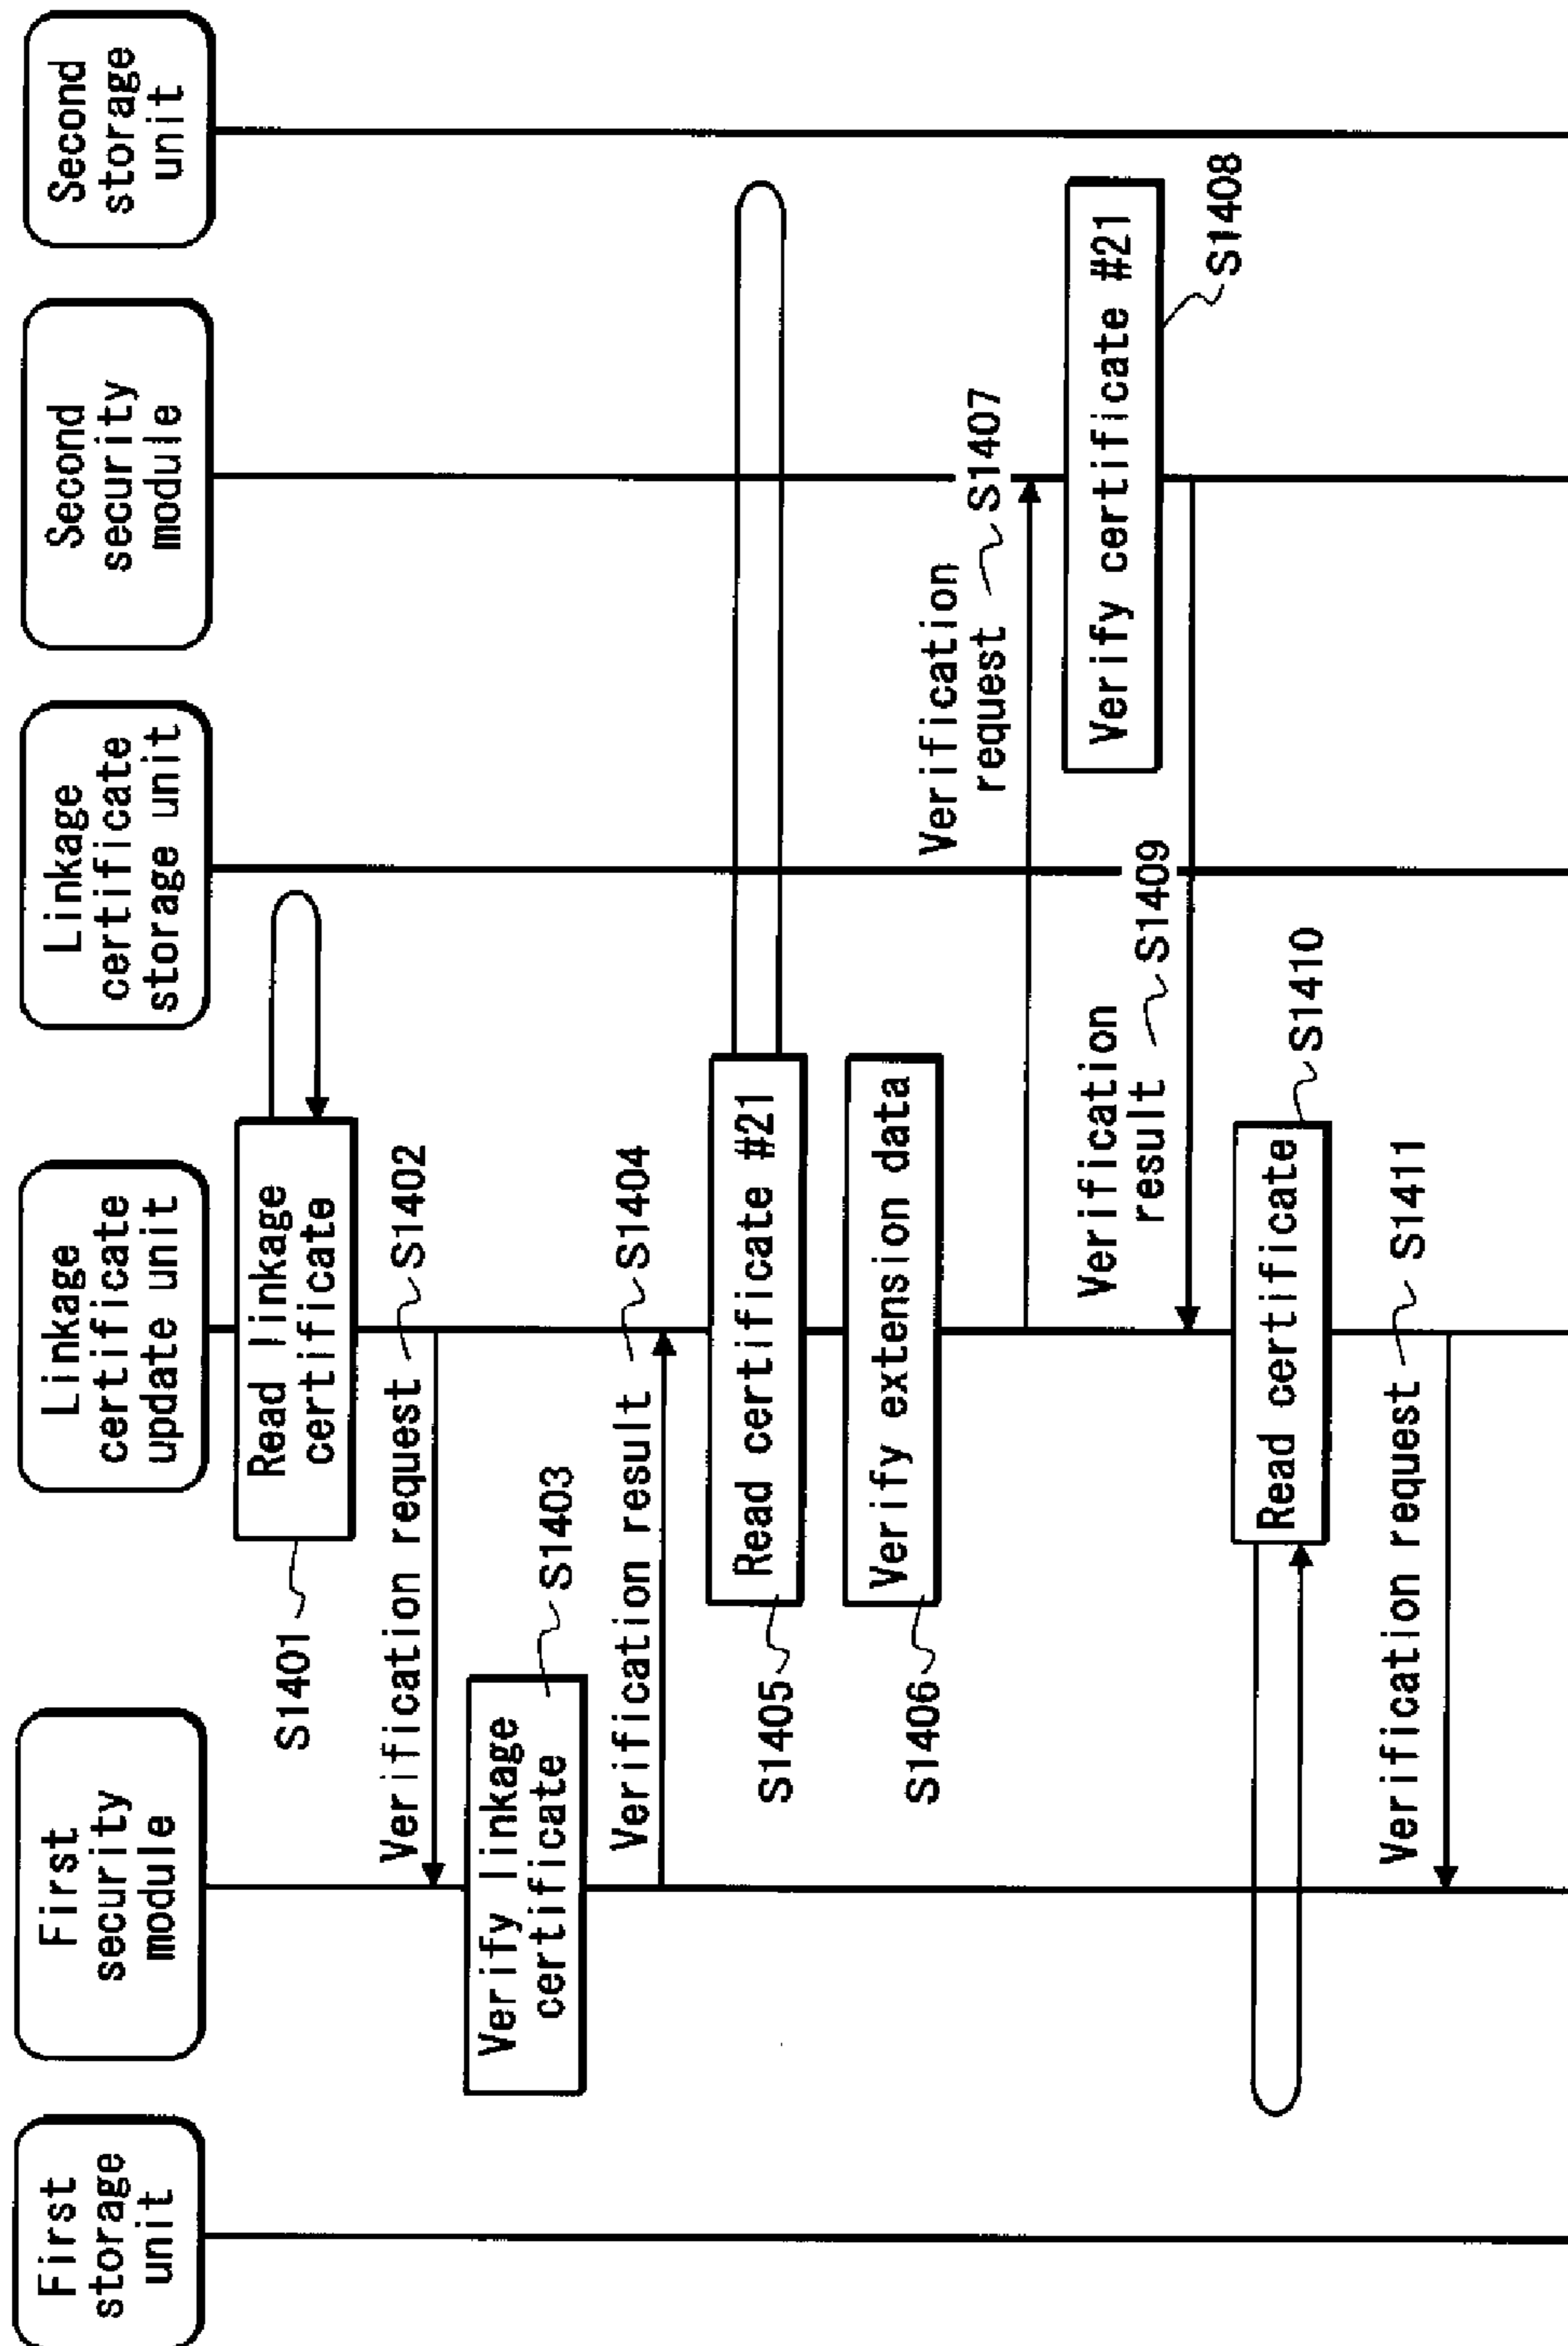 First
storage
unit
First
security
module
Linkage
certificate
update unit
Linkage
certificate
storage unit
Second
security
module
Second
storage
unit
S1401
Read linkage
certificate
Verification request
S1402
Verify linkage
certificate
S1403
Verification result
S1404
S1405
Read certificate #21
S1406
Verify extension data
Verification
request
S1407
Verify certificate #21
S1408
Verification
result
S1409
Read certificate
S1410
Verification request
S1411